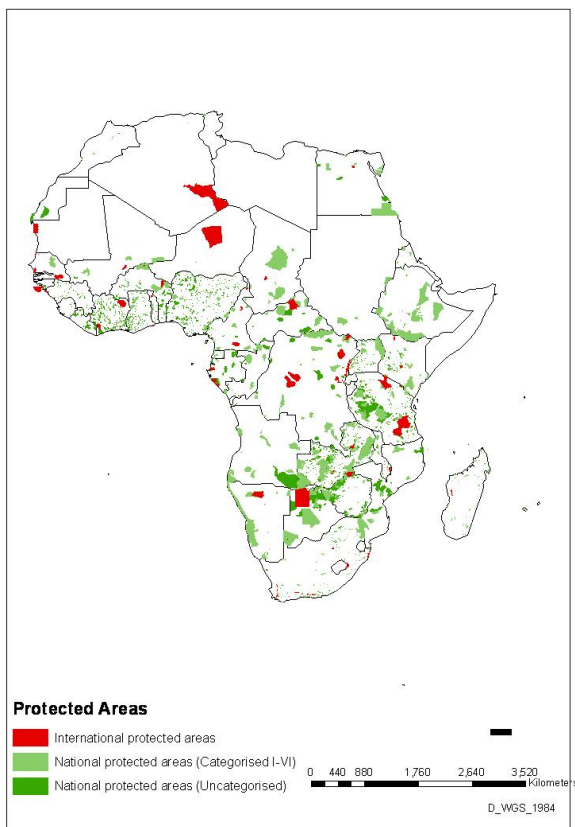 Protected Areas
International protected areas
National protected areas (Categorised I-VI)
National protected areas (Uncategorised)
0 440 880 1,760 2,640 3,520
Kilometers
D_WGS_1984